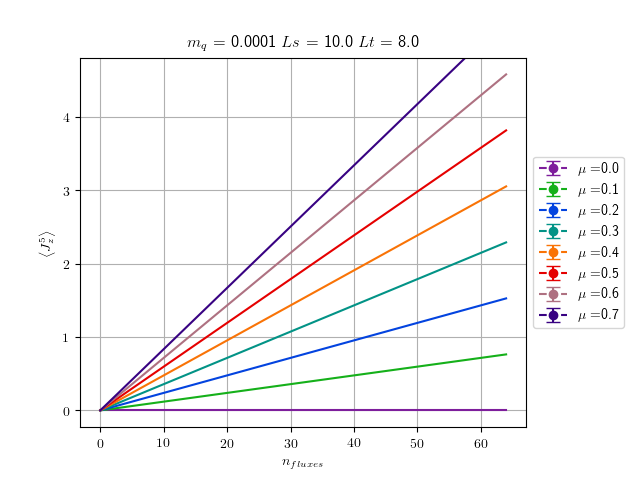 m_q = 0.0001 Ls = 10.0 Lt = 8.0
⟨J_z^5⟩
4
3
2
1
0
0 10 20 30 40 50 60
n_{fluxes}
μ =0.0
μ =0.1
μ =0.2
μ =0.3
μ =0.4
μ =0.5
μ =0.6
μ =0.7